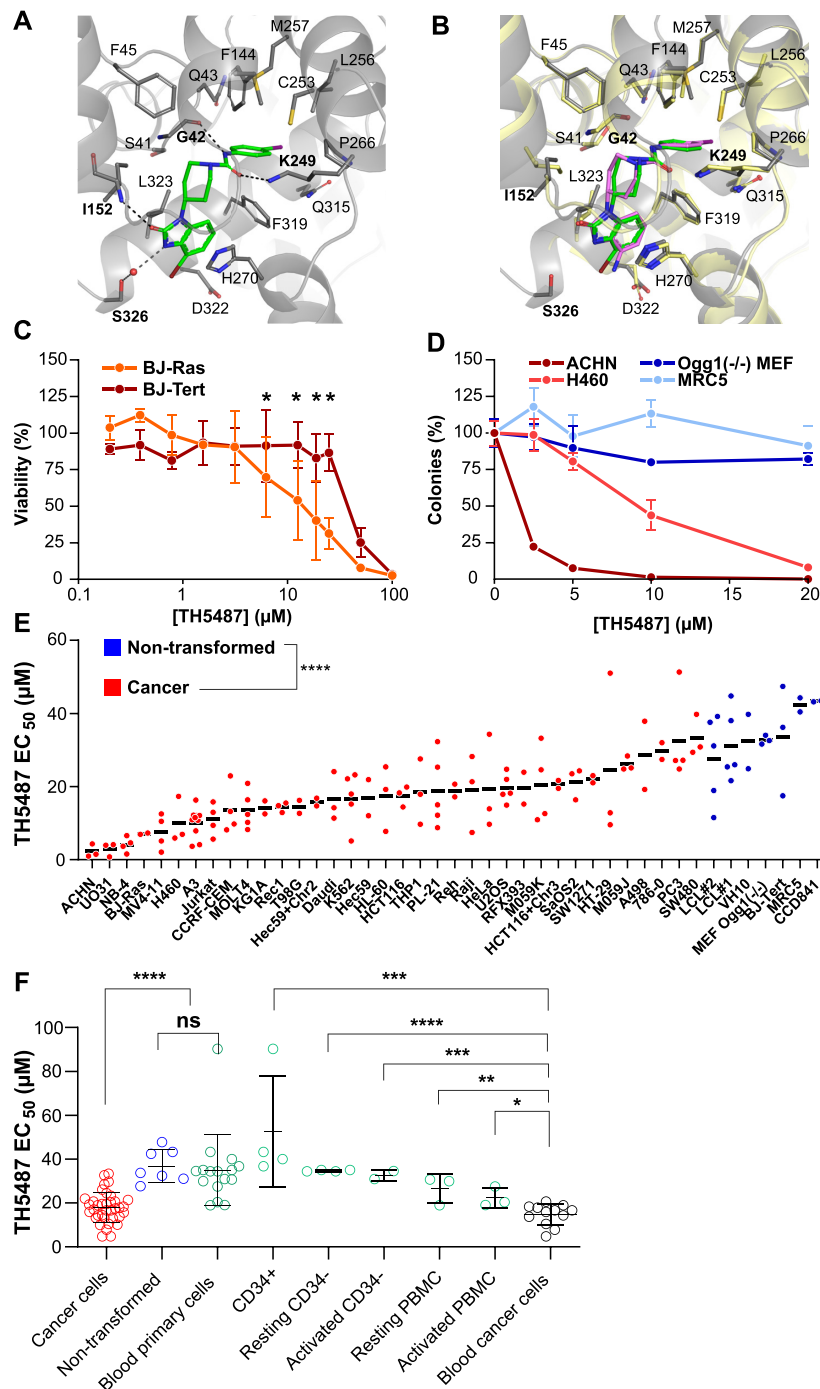 A
F45
F144
M257
L256
Q43
C253
S41
G42
P266
K249
I152
L323
Q315
F319
H270
S326
D322
B
F45
F144
M257
L256
Q43
C253
S41
G42
P266
K249
I152
L323
Q315
F319
H270
S326
D322
C
150
125
100
75
50
25
0
Viability (%)
BJ-Ras
BJ-Tert
* * * *
0.1 1 10 100
[TH5487] (µM)
D
150
125
100
75
50
25
0
Colonies (%)
ACHN
H460
Ogg1(-/-) MEF
MRC5
0 5 10 15 20
[TH5487] (µM)
E
60
40
20
0
TH5487 EC50 (µM)
Non-transformed
Cancer
****
ACHN
UO31
NB-4
BJ-Ras
MV4-11
H460
A3
Jurkat
CCRF-CEM
MOLT4
KG1A
Rec1
T98G
Hec59+Chr2
Daudi
K562
Hec59
HL-60
HCT116
THP1
PL-21
Reh
Raji
HeLa
U2OS
RFX393
M059K
HCT116+Chr3
SaOS2
SW1271
HT-29
M059J
A498
786-0
DC3
SW480
LCL#2
LCL#1
VH10
MEF Ogg1(-/-)
BJ-Tert
MRC5
CCD841
F
100
80
60
40
20
0
TH5487 EC50 (µM)
****
ns
***
****
***
**
*
Cancer cells
Non-transformed
Blood primary cells
CD34+
Resting CD34-
Activated CD34-
Resting PBMC
Activated PBMC
Blood cancer cells